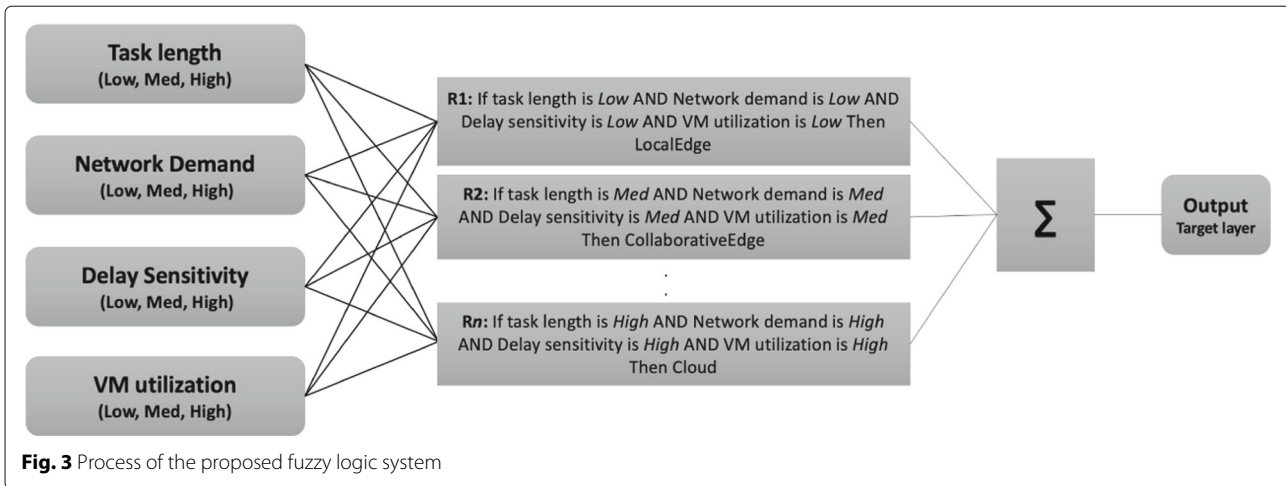 Task length
(Low, Med, High)
Network Demand
(Low, Med, High)
Delay Sensitivity
(Low, Med, High)
VM utilization
(Low, Med, High)
R1: If task length is Low AND Network demand is Low AND
Delay sensitivity is Low AND VM utilization is Low Then
LocalEdge
R2: If task length is Med AND Network demand is Med
AND Delay sensitivity is Med AND VM utilization is Med
Then CollaborativeEdge
.
.
Rn: If task length is High AND Network demand is High
AND Delay sensitivity is High AND VM utilization is High
Then Cloud
Σ
Output
Target layer
Fig. 3 Process of the proposed fuzzy logic system